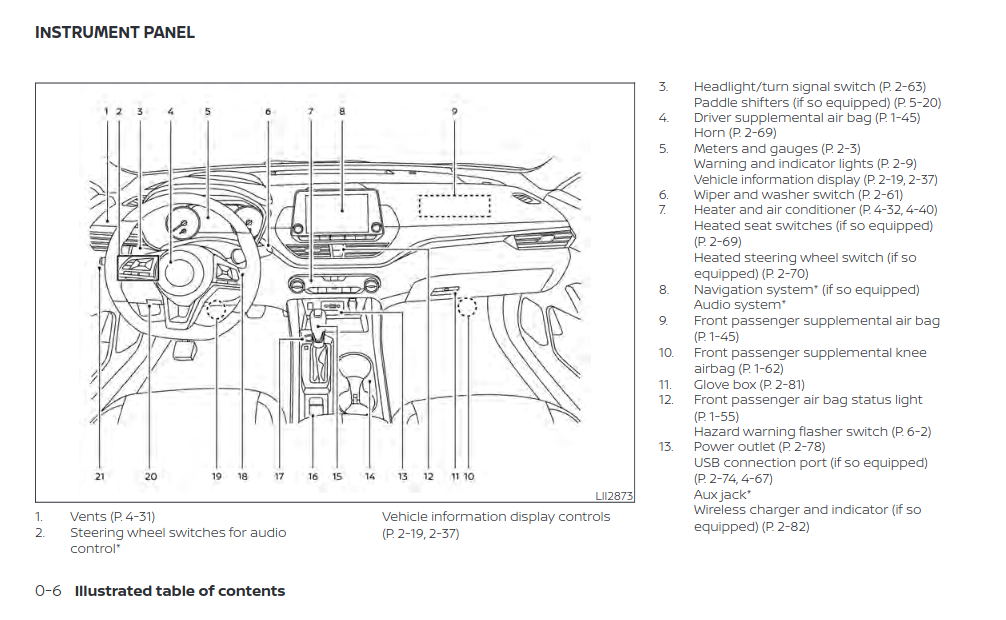 INSTRUMENT PANEL
1 2 3 4 5 6 7 8 9
21 20 19 18 17 16 15 14 13 12 11 10
LII2873
1. Vents (P. 4-31)
2. Steering wheel switches for audio
control*
Vehicle information display controls
(P. 2-19, 2-37)
3. Headlight/turn signal switch (P. 2-63)
Paddle shifters (if so equipped) (P. 5-20)
4. Driver supplemental air bag (P. 1-45)
Horn (P. 2-69)
5. Meters and gauges (P. 2-3)
Warning and indicator lights (P. 2-9)
Vehicle information display (P. 2-19, 2-37)
6. Wiper and washer switch (P. 2-61)
7. Heater and air conditioner (P. 4-32, 4-40)
Heated seat switches (if so equipped)
(P. 2-69)
Heated steering wheel switch (if so
equipped) (P. 2-70)
8. Navigation system* (if so equipped)
Audio system*
9. Front passenger supplemental air bag
(P. 1-45)
10. Front passenger supplemental knee
airbag (P. 1-62)
11. Glove box (P. 2-81)
12. Front passenger air bag status light
(P. 1-55)
Hazard warning flasher switch (P. 6-2)
13. Power outlet (P. 2-78)
USB connection port (if so equipped)
(P. 2-74, 4-67)
Aux jack*
Wireless charger and indicator (if so
equipped) (P. 2-82)
0-6 Illustrated table of contents